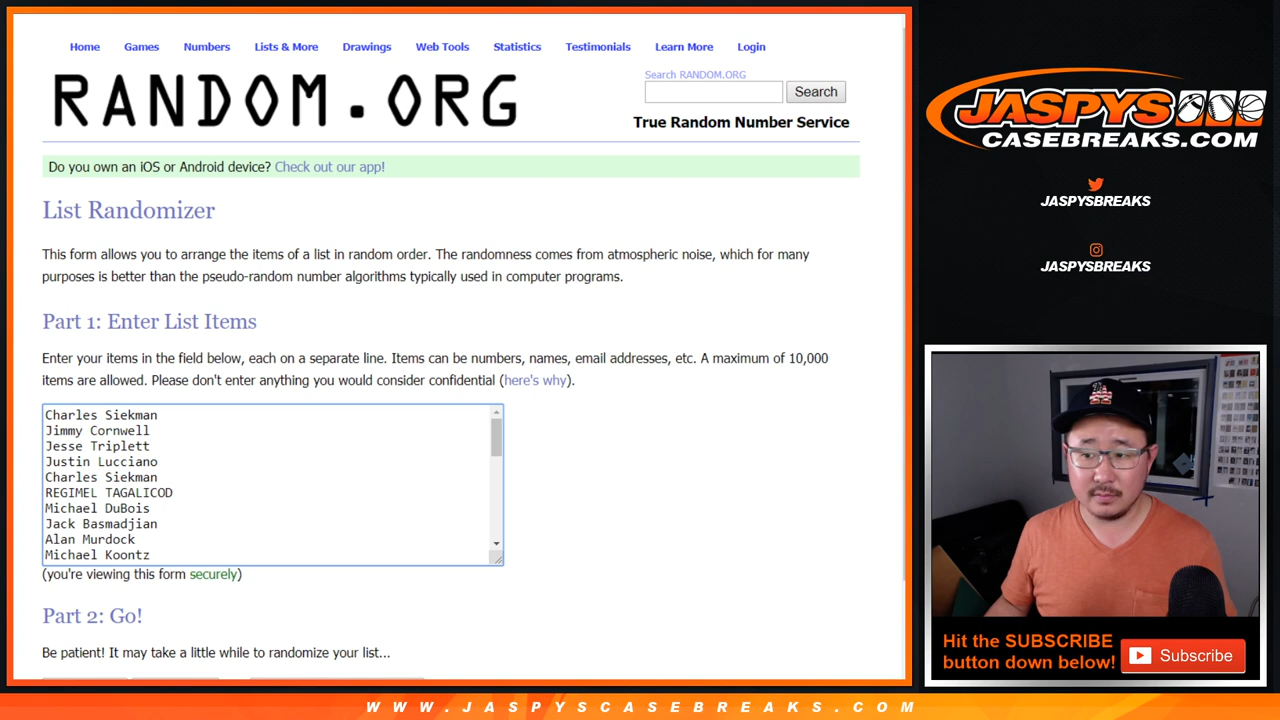 Home Games Numbers Lists & More Drawings Web Tools Statistics Testimonials Learn More Login
RANDOM.ORG
Search RANDOM.ORG
Search
True Random Number Service
Do you own an iOS or Android device? Check out our app!
List Randomizer
This form allows you to arrange the items of a list in random order. The randomness comes from atmospheric noise, which for many
purposes is better than the pseudo-random number algorithms typically used in computer programs.
Part 1: Enter List Items
Enter your items in the field below, each on a separate line. Items can be numbers, names, email addresses, etc. A maximum of 10,000
items are allowed. Please don't enter anything you would consider confidential (here's why).
Charles Siekman
Jimmy Cornwell
Jesse Triplett
Justin Lucciano
Charles Siekman
REGIMEL TAGALICOD
Michael DuBois
Jack Basmadjian
Alan Murdock
Michael Koontz
(you're viewing this form securely)
Part 2: Go!
Be patient! It may take a little while to randomize your list...
JASPYS
CASEBREAKS.COM
JASPYSBREAKS
JASPYSBREAKS
Hit the SUBSCRIBE
button down below!
Subscribe
WWW.JASPYSCASEBREAKS.COM